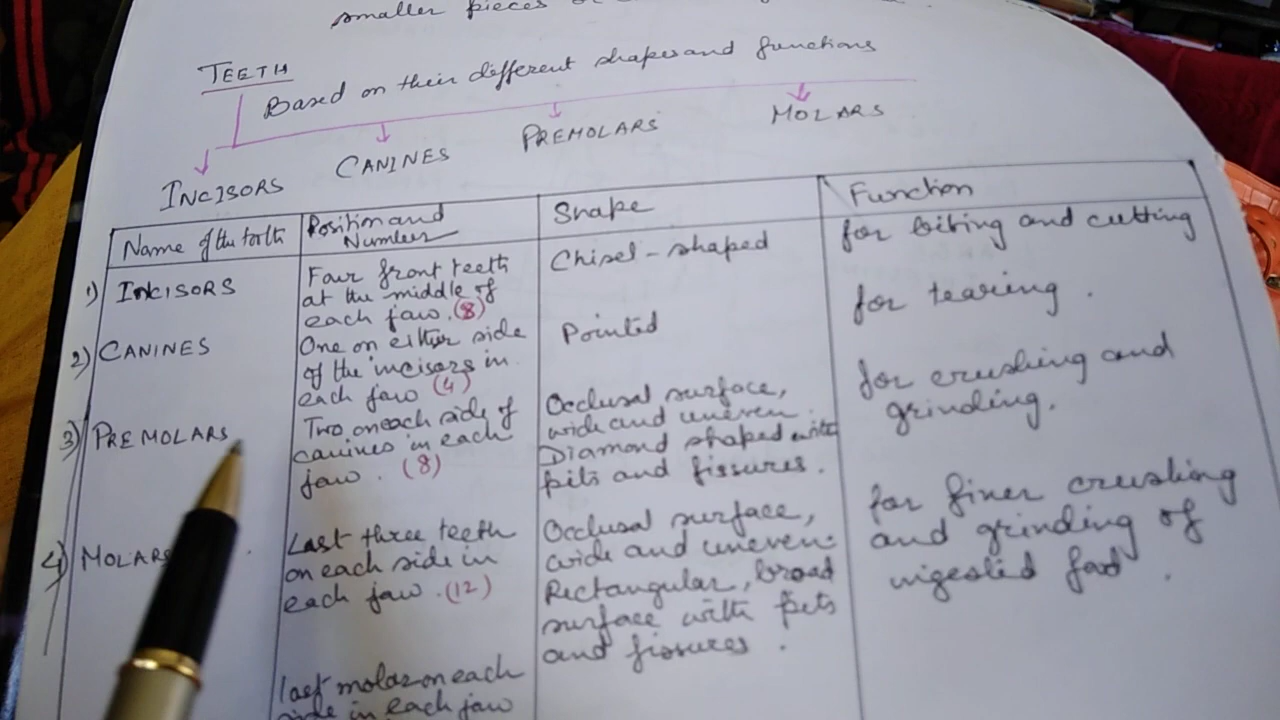 smaller pieces
TEETH
Based on their different shapes and functions
INCISORS
CANINES
PREMOLARS
MOLARS
Name of the tooth
Position and
Number
Shape
Function
1) INCISORS
Four front teeth
at the middle of
each jaw. (8)
Chisel-shaped
for biting and cutting
2) CANINES
One on either side
of the incisors in
each jaw (4)
Pointed
for tearing.
3) PREMOLARS
Two on each side of
canines in each
jaw. (8)
Occlusal surface,
wide and uneven
Diamond shaped with
pits and fissures.
for crushing and
grinding.
4) MOLARS
Last three teeth
on each side in
each jaw. (12)
Occlusal surface,
wide and uneven.
Rectangular, broad
surface with pits
and fissures.
for finer crushing
and grinding of
last molar on each
side in each jaw